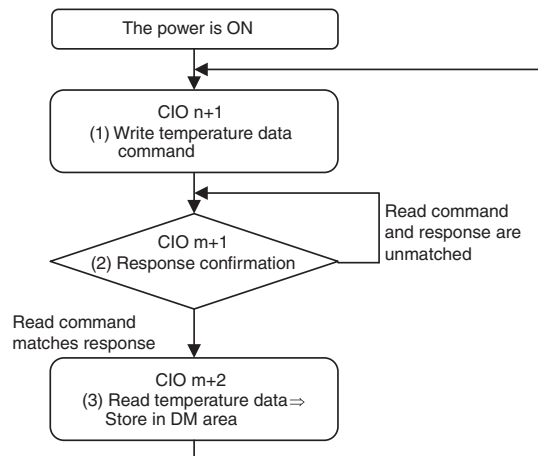 The power is ON
CIO n+1
(1) Write temperature data
command
Read command
and response are
unmatched
CIO m+1
(2) Response confirmation
Read command
matches response
CIO m+2
(3) Read temperature data⇒
Store in DM area